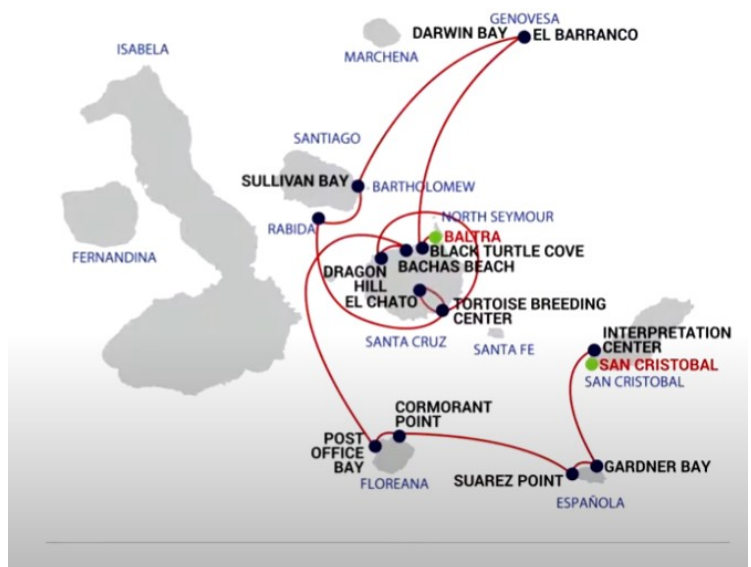 GENOVESA
DARWIN BAY
EL BARRANCO
ISABELA
MARCHENA
SANTIAGO
SULLIVAN BAY
BARTHOLOMEW
RABIDA
NORTH SEYMOUR
FERNANDINA
BALTRA
BLACK TURTLE COVE
BACHAS BEACH
DRAGON
HILL
EL CHATO
TORTOISE BREEDING
CENTER
SANTA CRUZ
SANTA FE
INTERPRETATION
CENTER
SAN CRISTOBAL
SAN CRISTOBAL
CORMORANT
POINT
POST
OFFICE
BAY
FLOREANA
SUAREZ POINT
GARDNER BAY
ESPAÑOLA